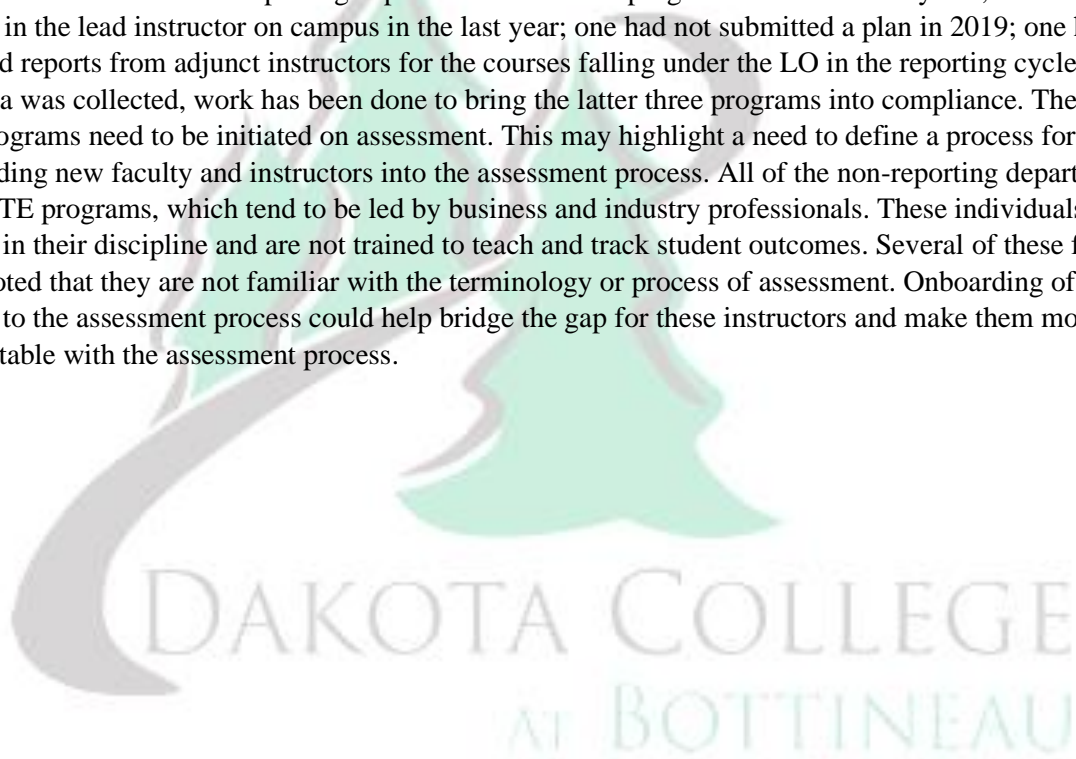 in the lead instructor on campus in the last year; one had not submitted a plan in 2019; one
d reports from adjunct instructors for the courses falling under the LO in the reporting cycle
a was collected, work has been done to bring the latter three programs into compliance. The
ograms need to be initiated on assessment. This may highlight a need to define a process for
ding new faculty and instructors into the assessment process. All of the non-reporting depart
TE programs, which tend to be led by business and industry professionals. These individuals
in their discipline and are not trained to teach and track student outcomes. Several of these f
oted that they are not familiar with the terminology or process of assessment. Onboarding of
to the assessment process could help bridge the gap for these instructors and make them mo
table with the assessment process.
DAKOTA COLLEGE
AT BOTTINEAU